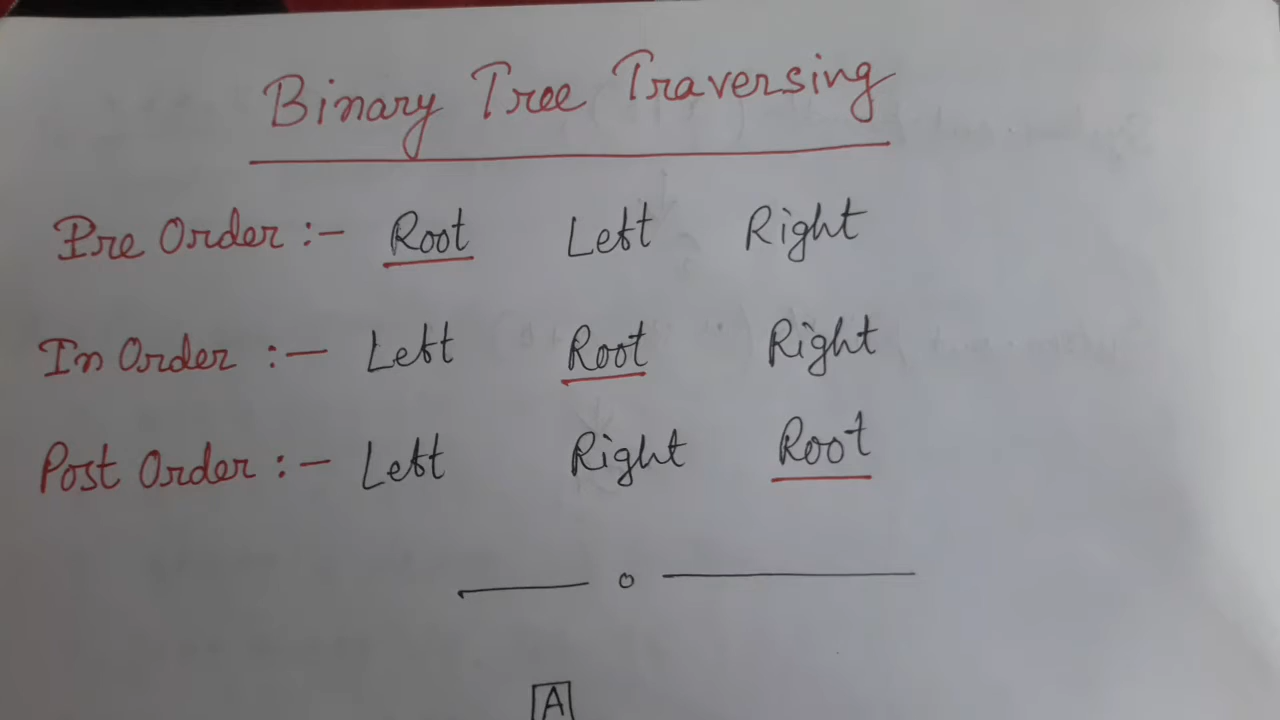 Binary Tree Traversing
Pre Order :- Root Left Right
In Order :- Left Root Right
Post Order :- Left Right Root
A